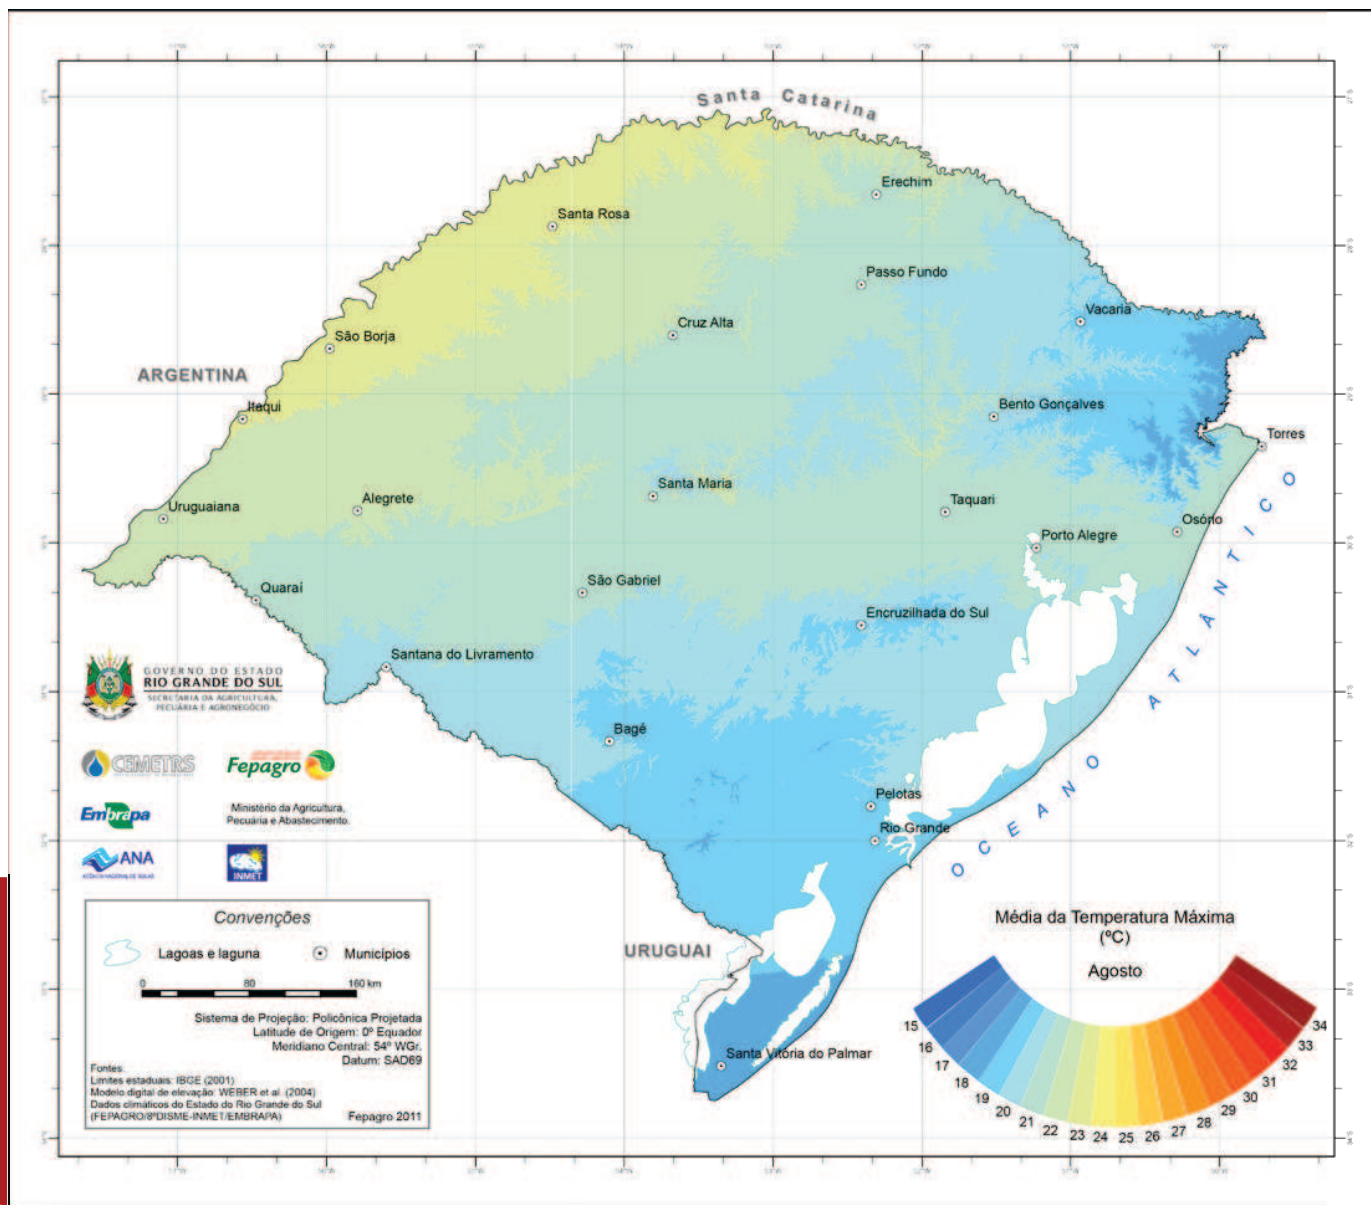 Santa Catarina
Erechim
Santa Rosa
Passo Fundo
Vacaria
Cruz Alta
São Borja
ARGENTINA
Itaqui
Bento Gonçalves
Torres
Santa Maria
Alegrete
Uruguaiana
Taquari
Osório
Porto Alegre
São Gabriel
Quaraí
Encruzilhada do Sul
Santana do Livramento
OCEANO ATLÂNTICO
Bagé
Pelotas
Rio Grande
URUGUAI
Santa Vitória do Palmar
GOVERNO DO ESTADO
RIO GRANDE DO SUL
SECRETARIA DA AGRICULTURA,
PECUÁRIA E AGRONEGÓCIO
CEMETRS
Fepagro
Embrapa
Ministério da Agricultura,
Pecuária e Abastecimento.
ANA
AGÊNCIA NACIONAL DE ÁGUAS
INMET
Convenções
Lagoas e laguna
Municípios
0 80 160 km
Sistema de Projeção: Policônica Projetada
Latitude de Origem: 0º Equador
Meridiano Central: 54º WGr.
Datum: SAD69
Fontes:
Limites estaduais: IBGE (2001)
Modelo digital de elevação: WEBER et al. (2004)
Dados climáticos do Estado do Rio Grande do Sul
(FEPAGRO/8ºDISME-INMET/EMBRAPA)
Fepagro 2011
Média da Temperatura Máxima
(ºC)
Agosto
15
16
17
18
19
20
21
22
23
24
25
26
27
28
29
30
31
32
33
34